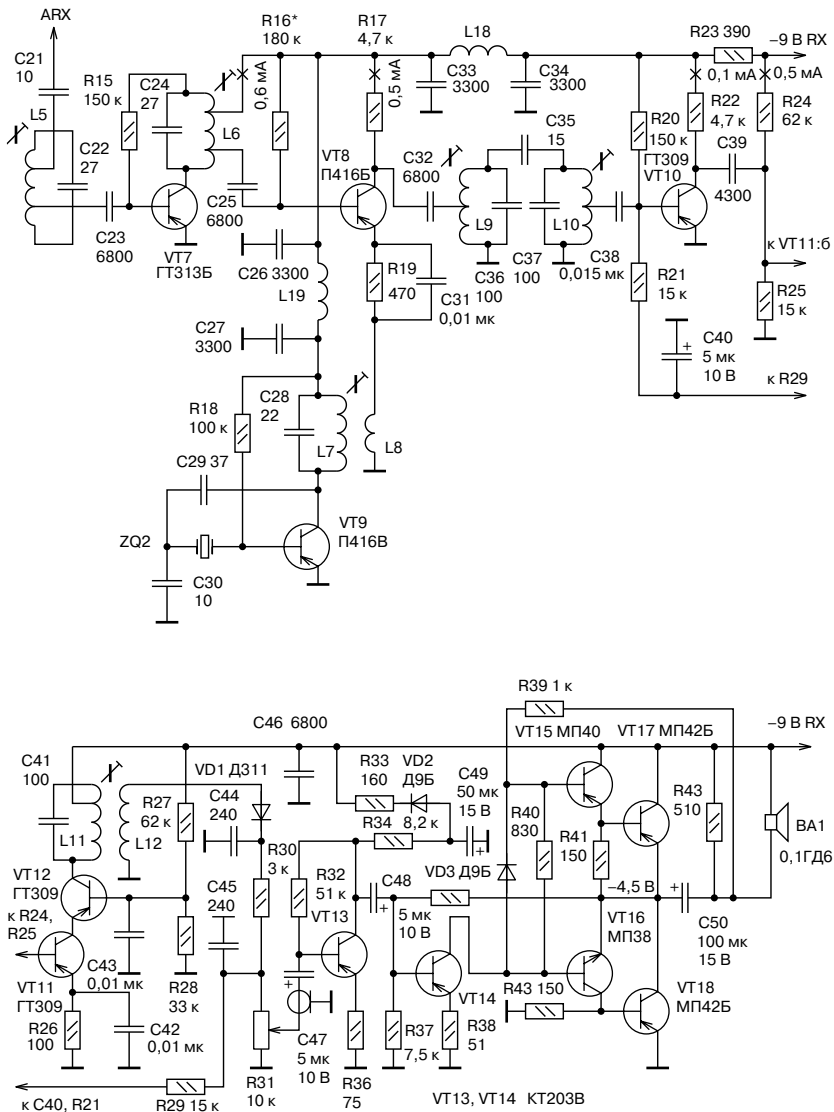 ARX
C21
10
L5
C22
27
C23
6800
R15
150 к
C24
27
L6
VT7
ГТ313Б
C25
6800
R16*
180 к
0,6 мА
R17
4,7 к
0,5 мА
L18
C33
3300
C34
3300
R23 390
–9 В RX
0,1 мА
0,5 мА
R20
150 к
R22
4,7 к
R24
62 к
ГТ309
VT10
C39
4300
VT8
П416Б
C32
6800
C35
15
L9
L10
C36
100
C37
100
C38
0,015 мк
C26 3300
L19
C27
3300
R19
470
C31
0,01 мк
R21
15 к
к VT11:б
R25
15 к
C40
+
5 мк
10 В
к R29
R18
100 к
C28
22
L7
L8
C29 37
ZQ2
VT9
П416В
C30
10
R39 1 к
–9 В RX
C46 6800
VT15 МП40
VT17 МП42Б
C41
100
L11
L12
VD1 Д311
R27
62 к
C44
240
R33
160
VD2
Д9Б
C49
50 мк
15 В
+
R34
8,2 к
R40
830
R43
510
BA1
0,1ГД6
R41
150
VD3 Д9Б
–4,5 В
VT12
ГТ309
R30
3 к
R32
51 к
C48
+
5 мк
10 В
C45
240
VT13
к R24,
R25
+
C50
100 мк
15 В
VT16
МП38
VT11
ГТ309
C43
0,01 мк
R28
33 к
+
VT14
R43 150
VT18
МП42Б
R26
100
C42
0,01 мк
C47
5 мк
10 В
R37
7,5 к
R38
51
R31
10 к
R36
75
к C40, R21
R29 15 к
VT13, VT14 КТ203В